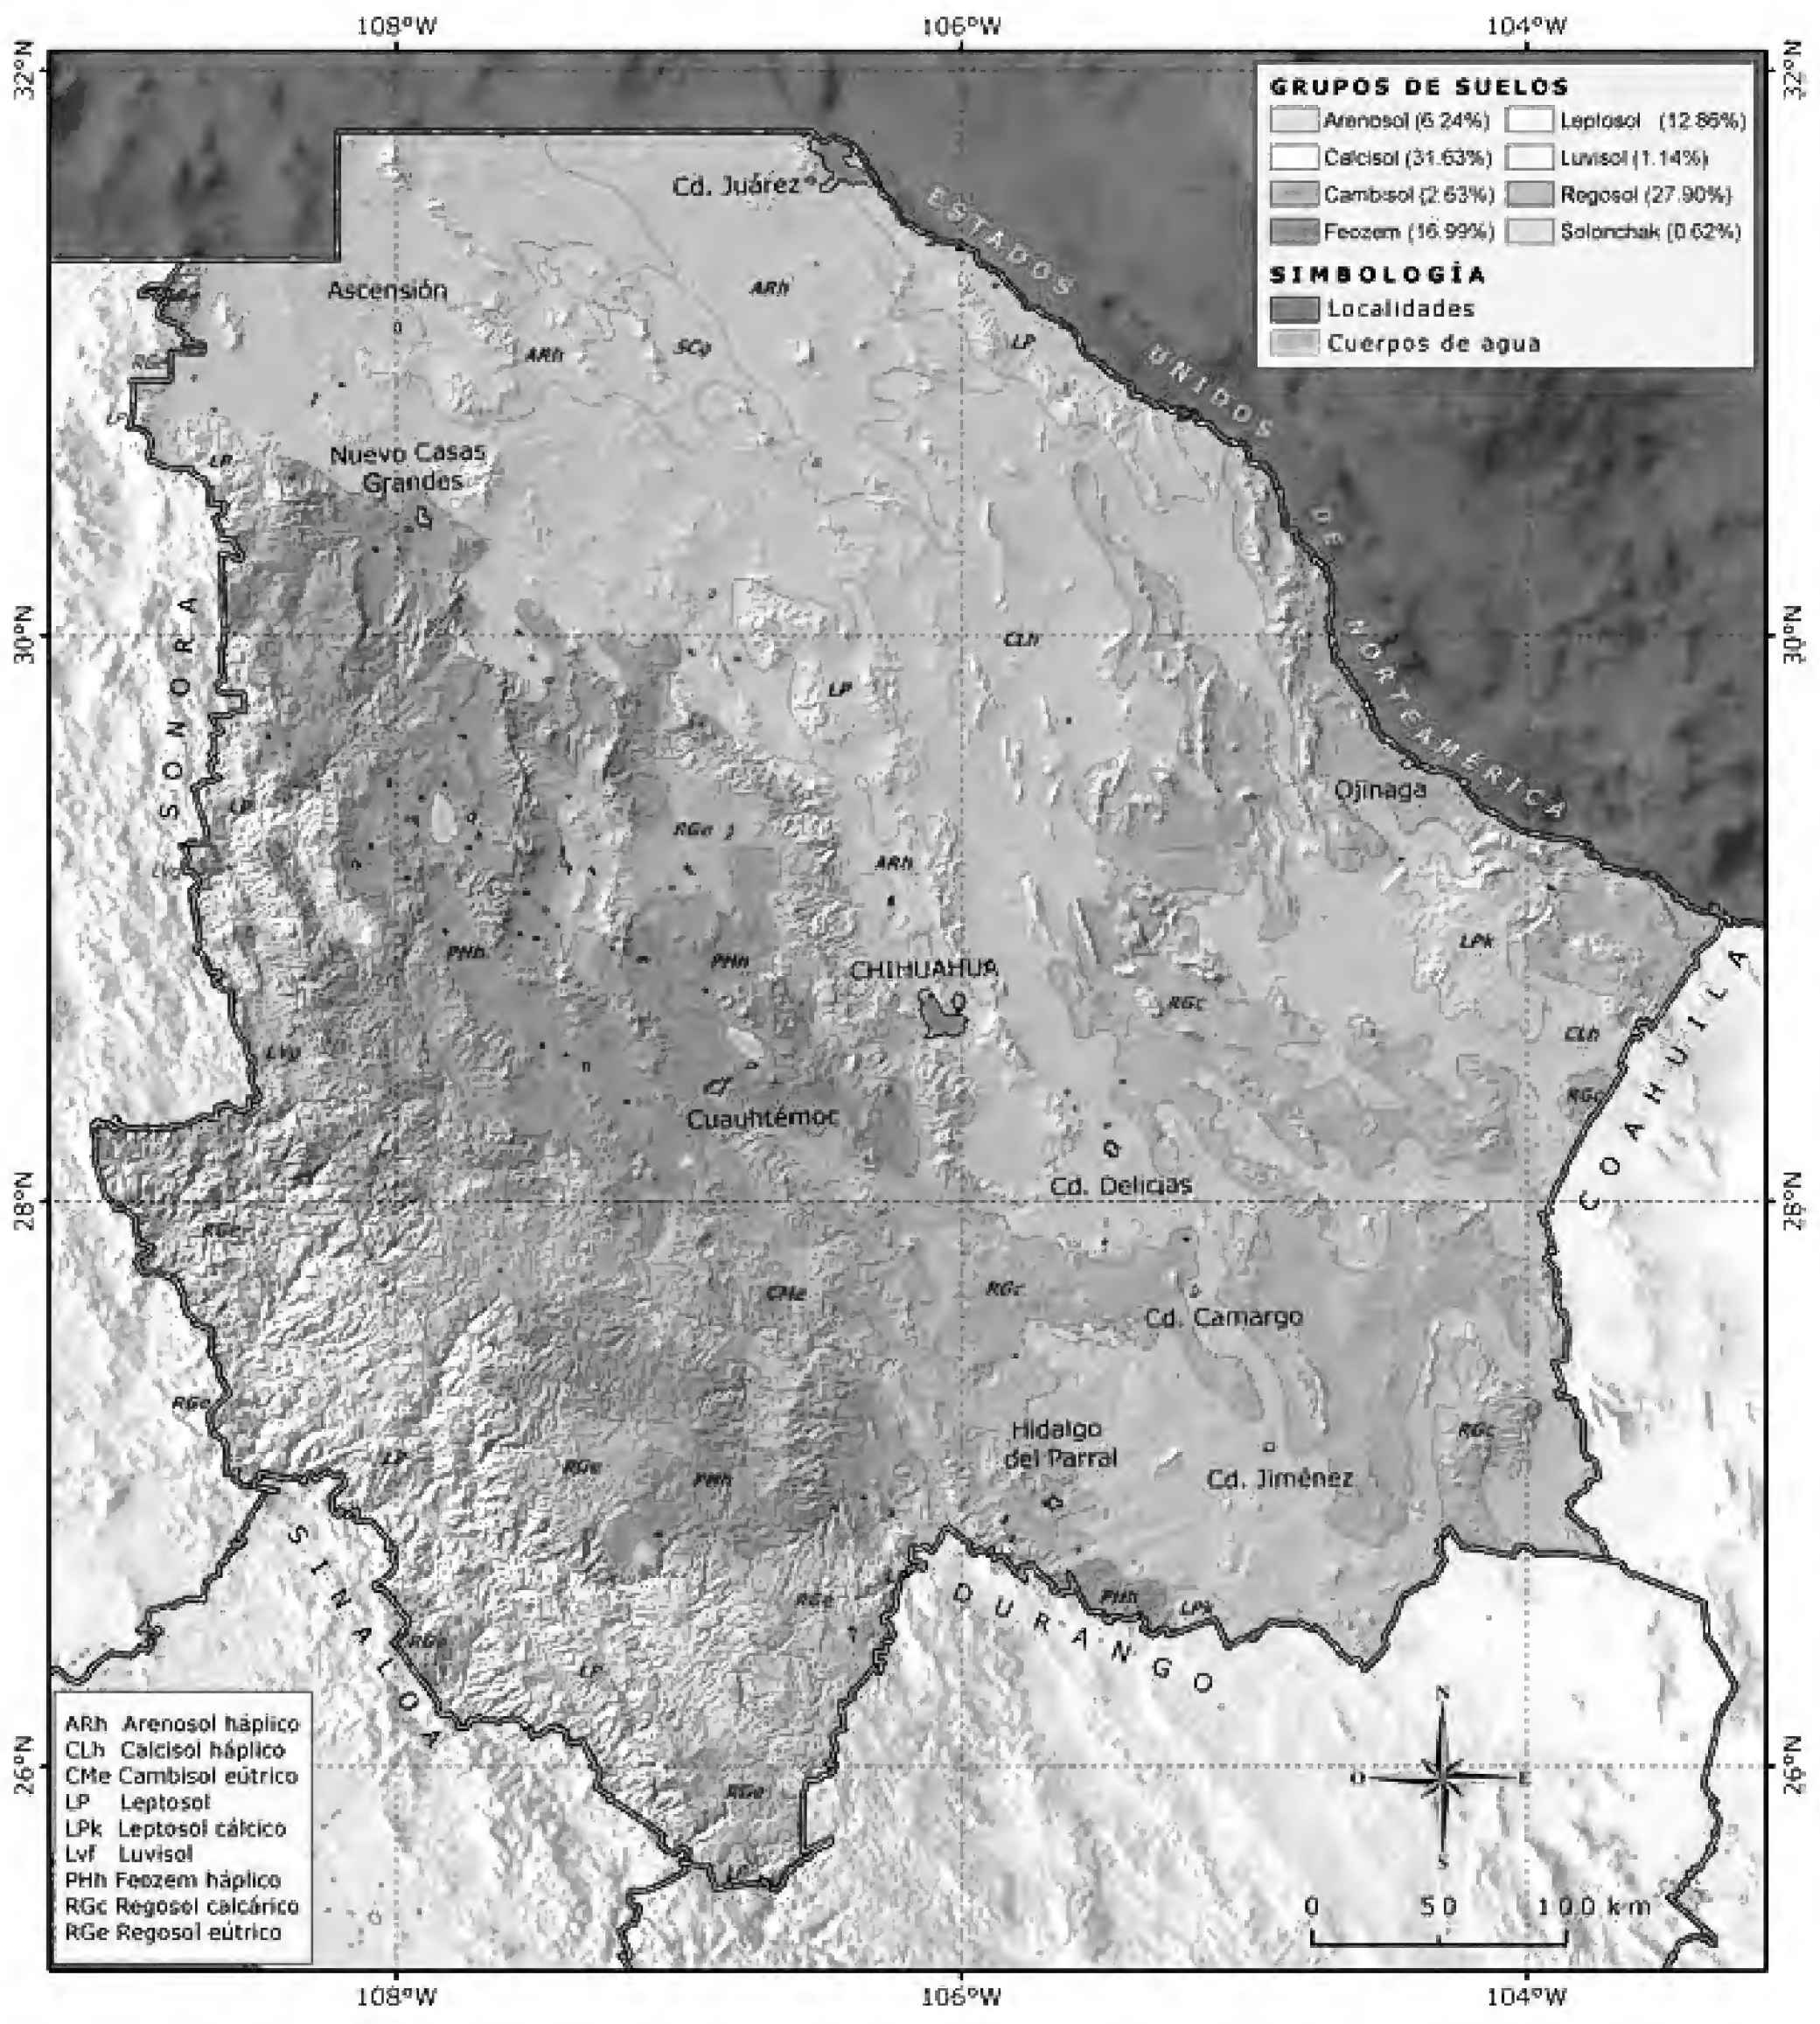 108°W 106°W 104°W
32°N 32°N
GRUPOS DE SUELOS
Arenosol (6.24%) Leptosol (12.86%)
Calcisol (31.63%) Luvisol (1.14%)
Cambisol (2.63%) Regosol (27.90%)
Feozem (16.99%) Solonchak (0.62%)
SIMBOLOGÍA
Localidades
Cuerpos de agua
Cd. Juárez
ESTADOS
UNIDOS
DE
NORTEAMÉRICA
Ascensión
ARh
ARh SCg LP
RGc
LP
Nuevo Casas
Grandes
LP
SONORA
30°N 30°N
CLh
LP
Ojinaga
LP
RGe
ARh
PHh PHh
LPk
CHIHUAHUA
RGc
CLh
COAHUILA
RGc
Cuauhtémoc
Cd. Delicias
28°N 28°N
RGe
CMe RGc
Cd. Camargo
RGe
Hidalgo
del Parral
RGc
LP RGe PHh
Cd. Jiménez
SINALOA
DURANGO
RGe
PHh LPk
RGe
LP
N
O E
S
26°N 26°N
RGe
LP
ARh Arenosol háplico
CLh Calcisol háplico
CMe Cambisol eútrico
LP Leptosol
LPk Leptosol cálcico
Lvf Luvisol
PHh Feozem háplico
RGc Regosol calcárico
RGe Regosol eútrico
0 50 100 km
108°W 106°W 104°W